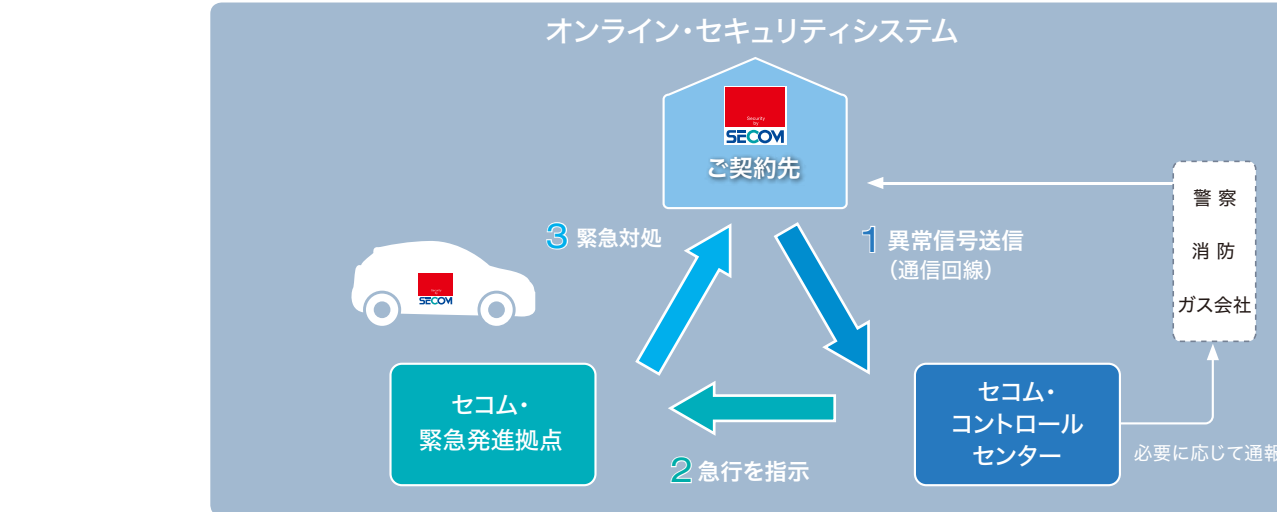 オンライン・セキュリティシステム
Security
by
SECOM
ご契約先
警察
消防
ガス会社
3 緊急対処
1 異常信号送信
（通信回線）
Security
by
SECOM
セコム・
緊急発進拠点
セコム・
コントロール
センター
2 急行を指示
必要に応じて通報